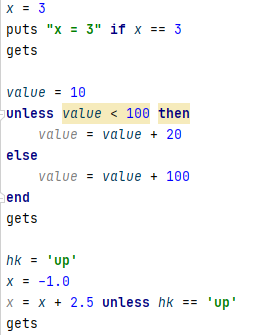 x = 3
puts "x = 3" if x == 3
gets
value = 10
unless value < 100 then
value = value + 20
else
value = value + 100
end
gets
hk = 'up'
x = -1.0
x = x + 2.5 unless hk == 'up'
gets